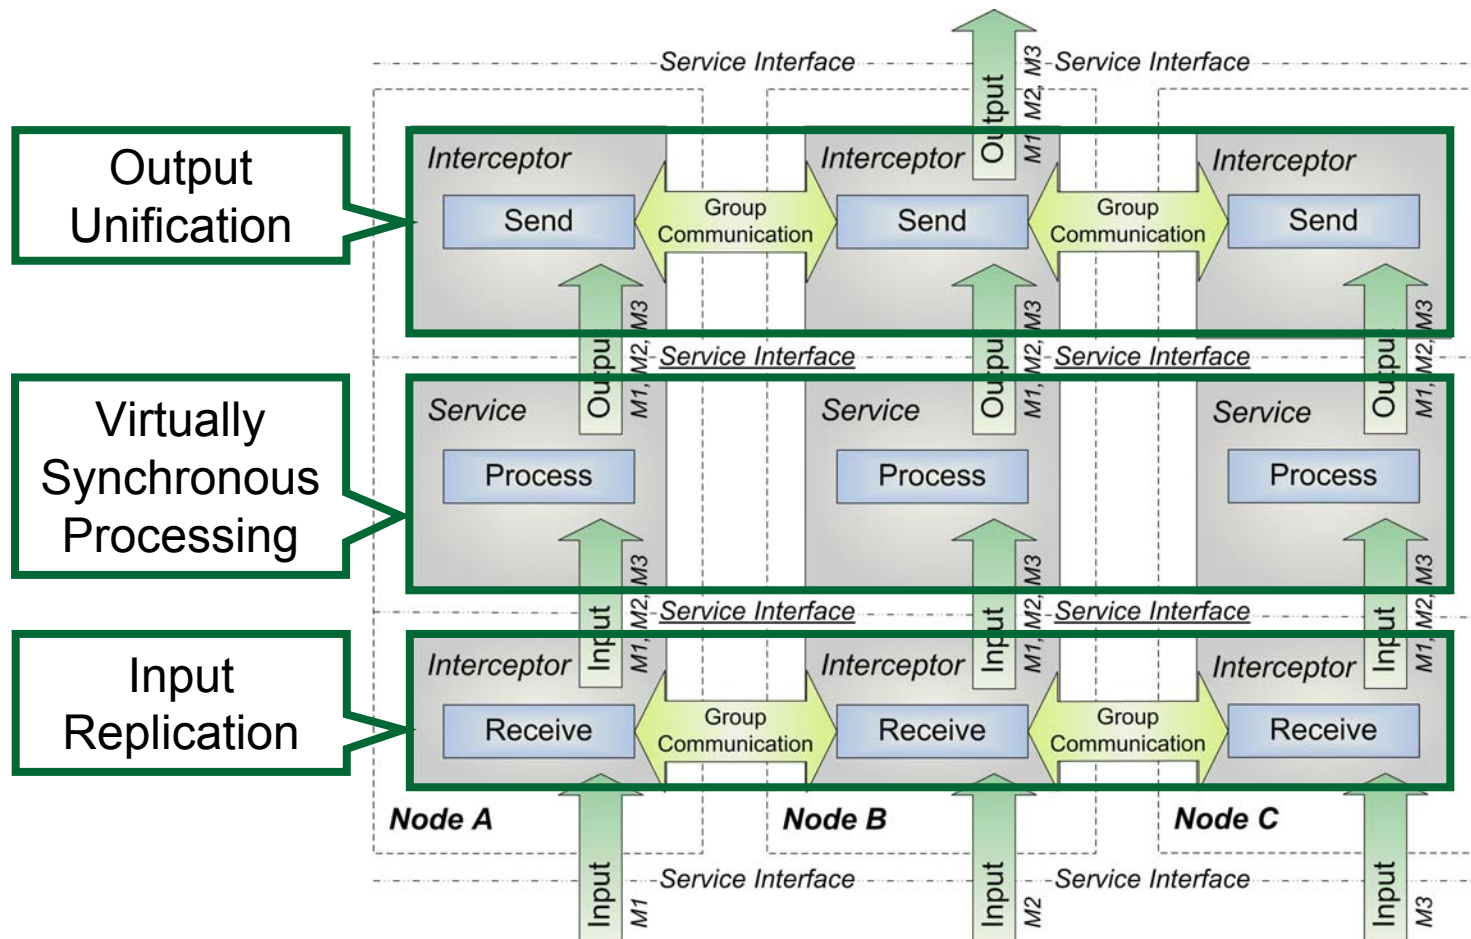 Service Interface
Service Interface
Output
M1, M2, M3
Output
Unification
Interceptor
Interceptor
Interceptor
Send
Group
Communication
Send
Group
Communication
Send
Output
M1, M2, M3
Output
M1, M2, M3
Output
M1, M2, M3
Service Interface
Service Interface
Virtually
Synchronous
Processing
Service
Service
Service
Process
Process
Process
Input
M1, M2, M3
Input
M1, M2, M3
Input
M1, M2, M3
Service Interface
Service Interface
Input
Replication
Interceptor
Interceptor
Interceptor
Receive
Group
Communication
Receive
Group
Communication
Receive
Node A
Node B
Node C
Service Interface
Service Interface
Input
M1
Input
M2
Input
M3